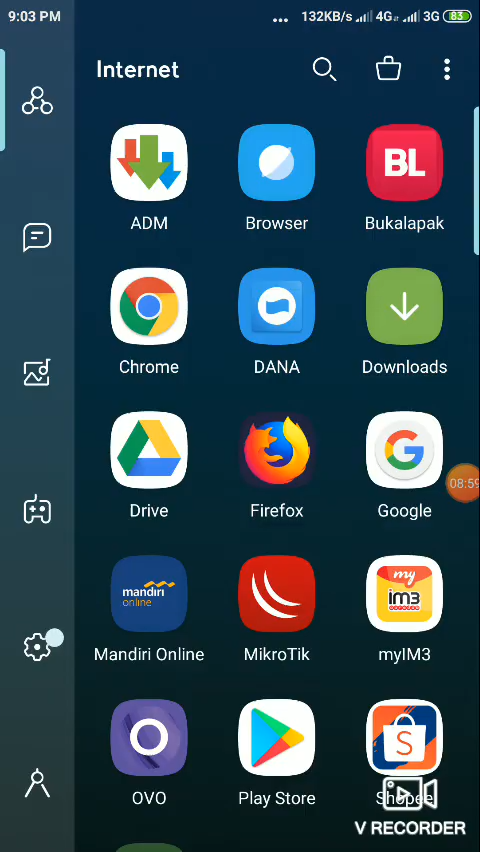 9:03 PM ... 132KB/s 4G 3G 83
Internet
BL
ADM Browser Bukalapak
Chrome DANA Downloads
G
Drive Firefox Google
08:59
mandiri
online
my
im3
ooredoo
Mandiri Online MikroTik myIM3
S
OVO Play Store Shopee
V RECORDER